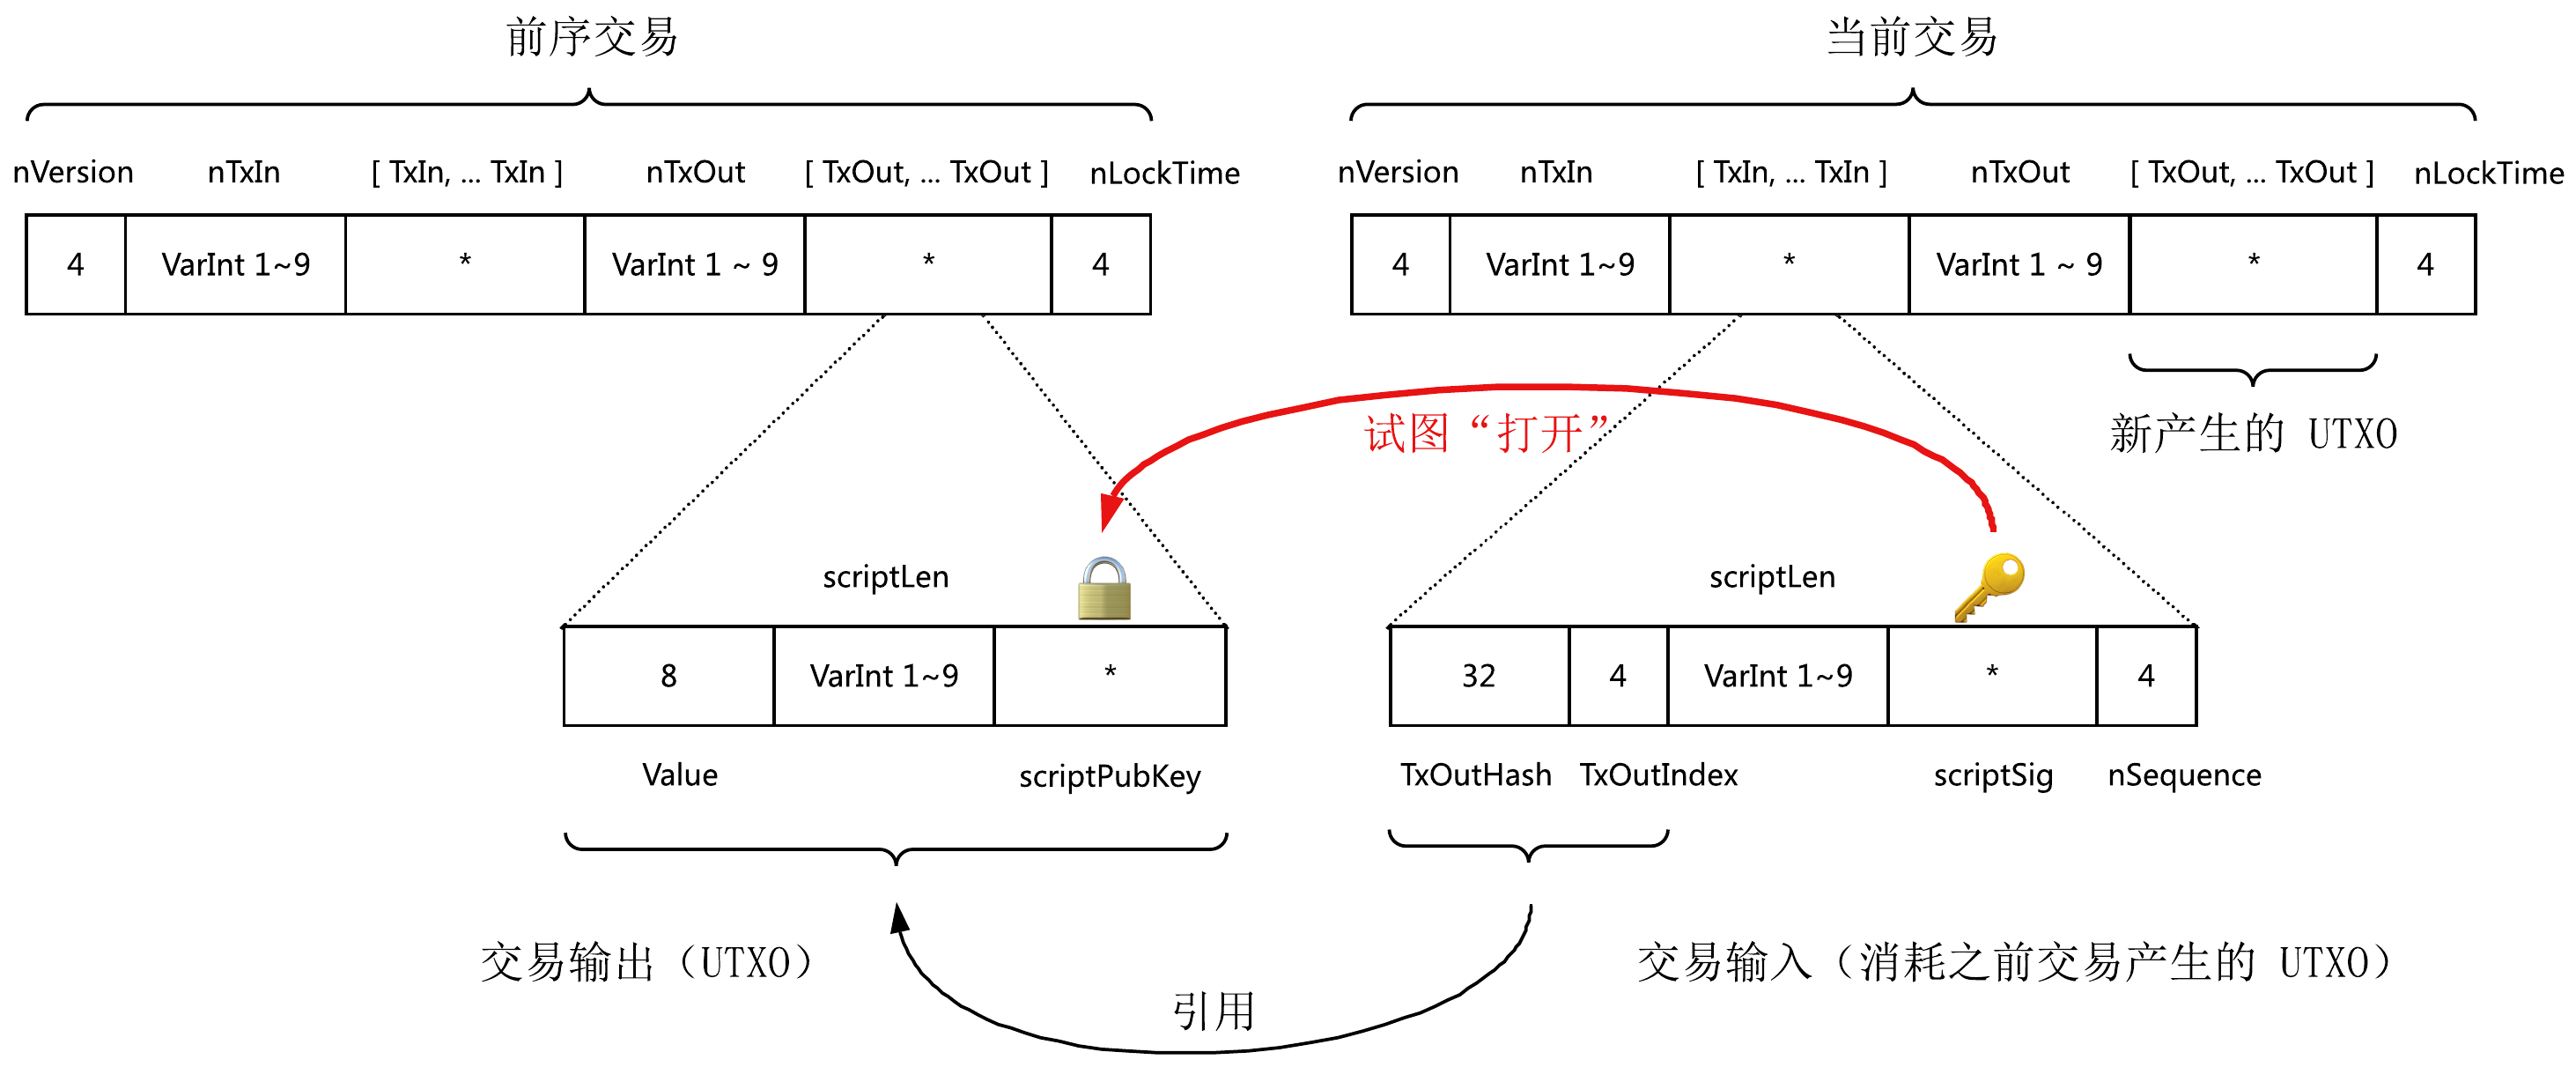 前序交易
当前交易
nVersion nTxIn [ TxIn, ... TxIn ] nTxOut [ TxOut, ... TxOut ] nLockTime
nVersion nTxIn [ TxIn, ... TxIn ] nTxOut [ TxOut, ... TxOut ] nLockTime
4 VarInt 1~9 * VarInt 1 ~ 9 * 4
4 VarInt 1~9 * VarInt 1 ~ 9 * 4
试图“打开”
新产生的 UTXO
scriptLen
scriptLen
8 VarInt 1~9 *
32 4 VarInt 1~9 * 4
Value scriptPubKey
TxOutHash TxOutIndex scriptSig nSequence
交易输出（UTXO）
交易输入（消耗之前交易产生的 UTXO）
引用